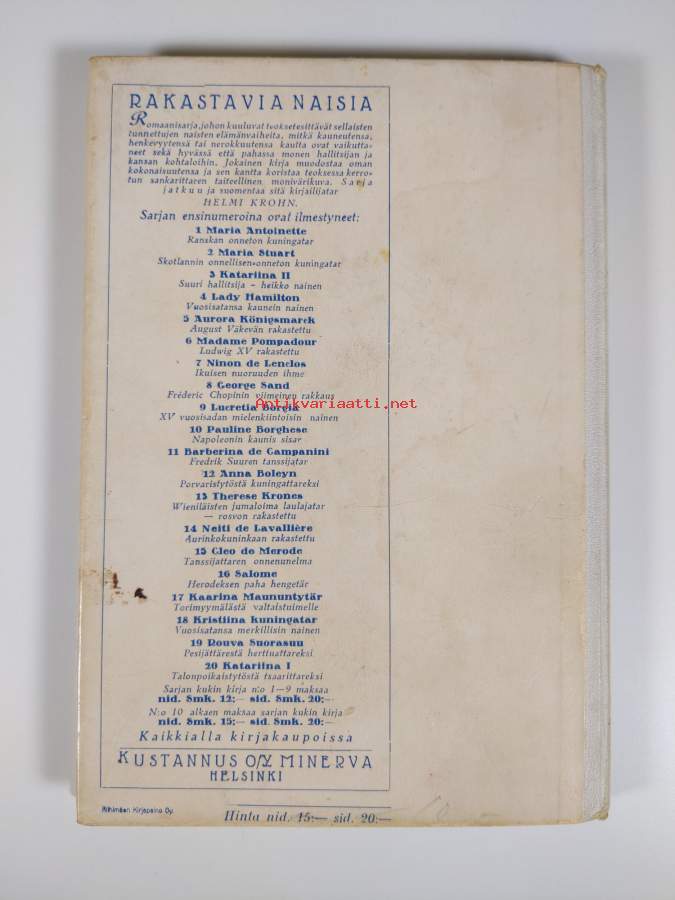 RAKASTAVIA NAISIA
Romaanisarja, johon kuuluvat teokset esittävät sellaisten
tunnettujen naisten elämänvaiheita, mitkä kauneutensa,
henkevyytensä tai nerokkuutensa kautta ovat vaikutta-
neet sekä hyvässä että pahassa monen hallitsijan ja
kansan kohtaloihin. Jokainen kirja muodostaa oman
kokonaisuutensa ja sen kantta koristaa teoksessa kerro-
tun sankarittaren taiteellinen, monivärikuva. Sarja
jatkuu ja suomentaa sitä kirjailijatar
HELMI KROHN.
Sarjan ensinumeroina ovat ilmestyneet:
1 Maria Antoinette
Ranskan onneton kuningatar
2 Maria Stuart
Skotlannin onnellisen-onneton kuningatar
3 Katariina II
Suuri hallitsija – heikko nainen
4 Lady Hamilton
Vuosisatansa kaunein nainen
5 Aurora Königsmarck
August Väkevän rakastettu
6 Madame Pompadour
Ludwig XV rakastettu
7 Ninon de Lenclos
Ikuisen nuoruuden ihme
8 George Sand
Fréderic Chopinin viimeinen rakkaus
Antikvariaatti.net
9 Lucretia Borgia
XV vuosisadan mielenkiintoisin nainen
10 Pauline Borghese
Napoleonin kaunis sisar
11 Barberina de Campanini
Fredrik Suuren tanssijatar
12 Anna Boleyn
Porvaristytöstä kuningattareksi
13 Therese Krones
Wieniläisten jumaloima laulajatar
— rosvon rakastettu
14 Neiti de Lavallière
Aurinkokuninkaan rakastettu
15 Cleo de Merode
Tanssijattaren onnenunelma
16 Salome
Herodeksen paha hengetär
17 Kaarina Maununtytär
Torimyymälästä valtaistuimelle
18 Kristiina kuningatar
Vuosisatansa merkillisin nainen
19 Rouva Suorasuu
Pesijättärestä herttuattareksi
20 Katariina I
Talonpoikaistytöstä tsaarittareksi
Sarjan kukin kirja n:o 1—9 maksaa
nid. Smk. 12:— sid. Smk. 20:—
N:o 10 alkaen maksaa sarjan kukin kirja
nid. Smk. 15:— sid. Smk. 20:—
Kaikkialla kirjakaupoissa
KUSTANNUS O/Y MINERVA
HELSINKI
Riihimäen Kirjapaino Oy.
Hinta nid. 15:— sid. 20:—